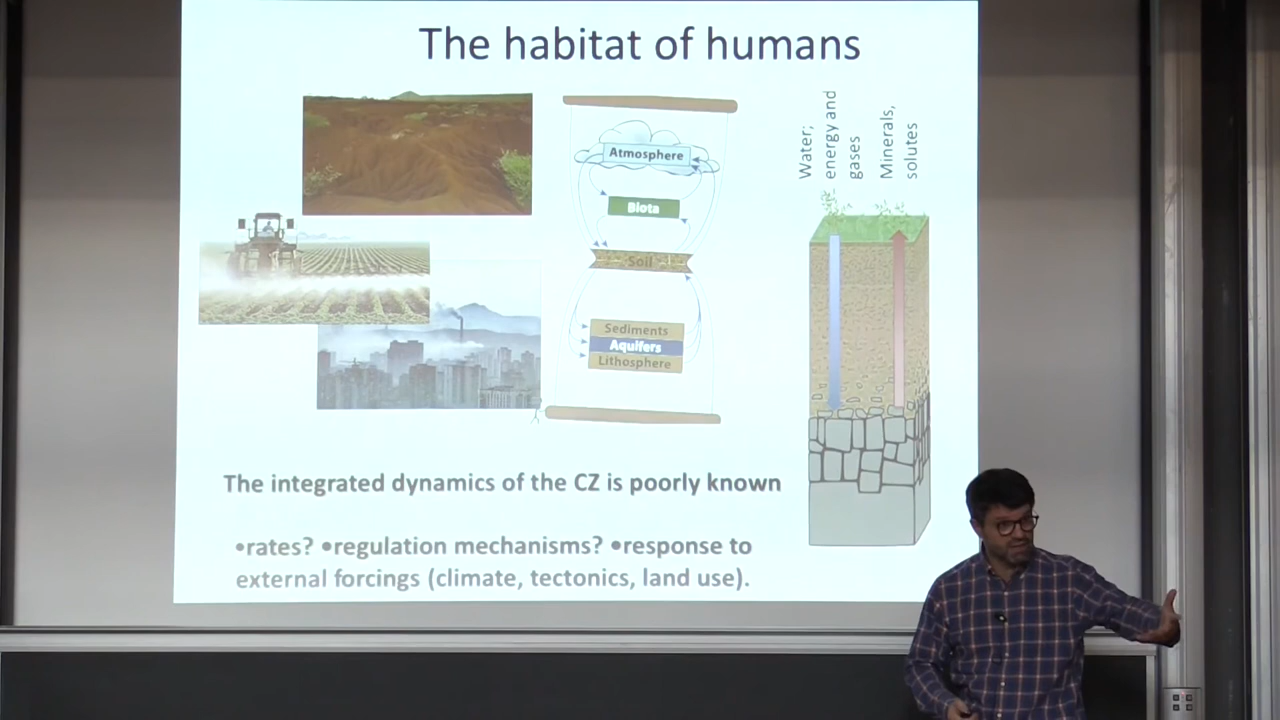 The habitat of humans
Atmosphere
Biota
Soil
Sediments
Aquifers
Lithosphere
Water;
energy and
gases
Minerals,
solutes
The integrated dynamics of the CZ is poorly known
•rates? •regulation mechanisms? •response to
external forcings (climate, tectonics, land use).